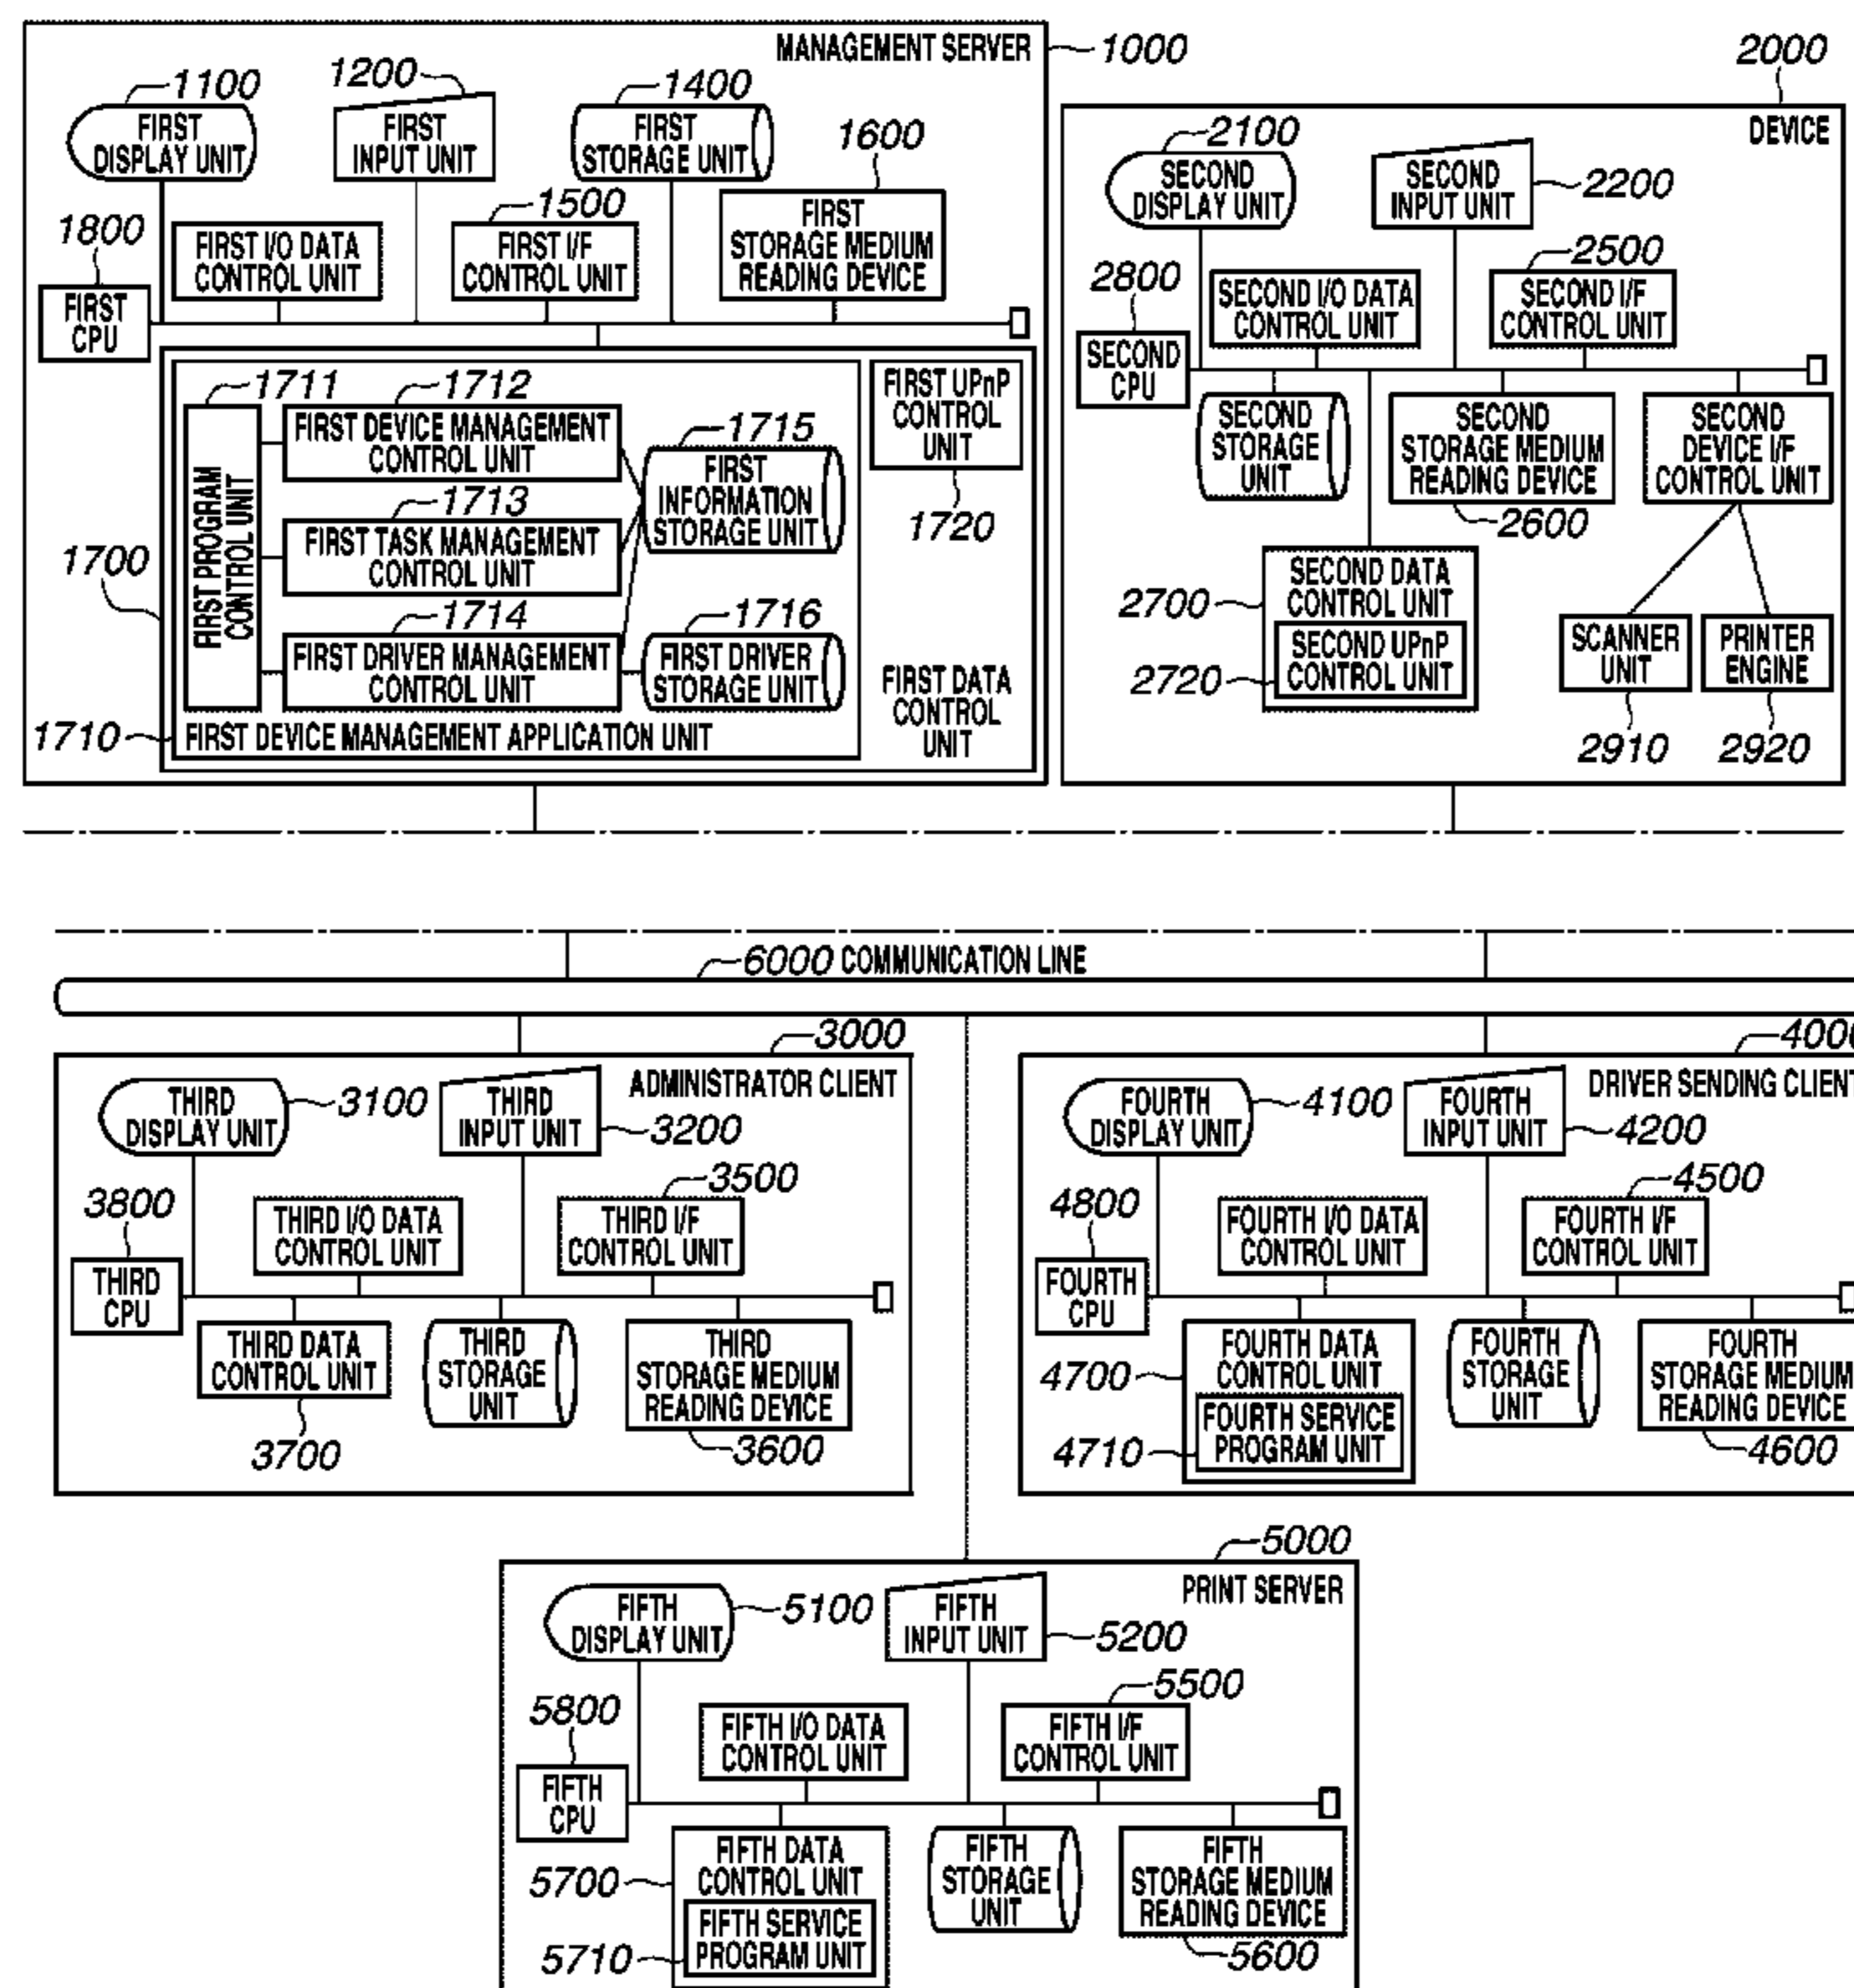 MANAGEMENT SERVER
1000
1100
FIRST
DISPLAY UNIT
1200
FIRST
INPUT UNIT
1400
FIRST
STORAGE UNIT
1600
FIRST
STORAGE MEDIUM
READING DEVICE
1800
FIRST
CPU
FIRST I/O DATA
CONTROL UNIT
1500
FIRST I/F
CONTROL UNIT
1711
FIRST PROGRAM
CONTROL UNIT
1712
FIRST DEVICE MANAGEMENT
CONTROL UNIT
1713
FIRST TASK MANAGEMENT
CONTROL UNIT
1714
FIRST DRIVER MANAGEMENT
CONTROL UNIT
1715
FIRST
INFORMATION
STORAGE UNIT
1716
FIRST DRIVER
STORAGE UNIT
FIRST UPnP
CONTROL
UNIT
1720
1700
1710
FIRST DEVICE MANAGEMENT APPLICATION UNIT
FIRST DATA
CONTROL
UNIT
2000
DEVICE
2100
SECOND
DISPLAY UNIT
SECOND
INPUT UNIT
2200
2800
SECOND
CPU
SECOND I/O DATA
CONTROL UNIT
2500
SECOND I/F
CONTROL UNIT
SECOND
STORAGE
UNIT
SECOND
STORAGE MEDIUM
READING DEVICE
2600
SECOND
DEVICE I/F
CONTROL UNIT
2700
SECOND DATA
CONTROL UNIT
2720
SECOND UPnP
CONTROL UNIT
SCANNER
UNIT
2910
PRINTER
ENGINE
2920
6000 COMMUNICATION LINE
3000
ADMINISTRATOR CLIENT
THIRD
DISPLAY UNIT
3100
THIRD
INPUT UNIT
3200
3800
THIRD
CPU
THIRD I/O DATA
CONTROL UNIT
3500
THIRD I/F
CONTROL UNIT
THIRD DATA
CONTROL UNIT
3700
THIRD
STORAGE
UNIT
THIRD
STORAGE MEDIUM
READING DEVICE
3600
4000
DRIVER SENDING CLIENT
FOURTH
DISPLAY UNIT
4100
FOURTH
INPUT UNIT
4200
4800
FOURTH
CPU
FOURTH I/O DATA
CONTROL UNIT
4500
FOURTH I/F
CONTROL UNIT
4700
FOURTH DATA
CONTROL UNIT
4710
FOURTH SERVICE
PROGRAM UNIT
FOURTH
STORAGE
UNIT
FOURTH
STORAGE MEDIUM
READING DEVICE
4600
5000
PRINT SERVER
FIFTH
DISPLAY UNIT
5100
FIFTH
INPUT UNIT
5200
5800
FIFTH
CPU
FIFTH I/O DATA
CONTROL UNIT
5500
FIFTH I/F
CONTROL UNIT
5700
FIFTH DATA
CONTROL UNIT
5710
FIFTH SERVICE
PROGRAM UNIT
FIFTH
STORAGE
UNIT
FIFTH
STORAGE MEDIUM
READING DEVICE
5600